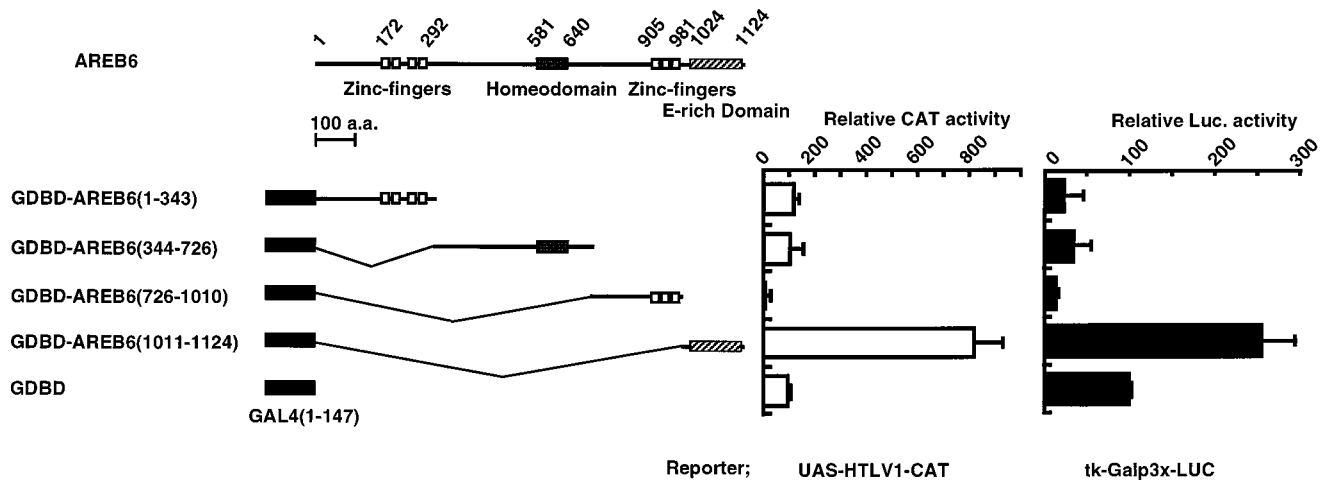 1 172 292 581 640 905 981 1024 1124
AREB6
Zinc-fingers Homeodomain Zinc-fingers
E-rich Domain
100 a.a.
Relative CAT activity
0 200 400 600 800
Relative Luc. activity
0 100 200 300
GDBD-AREB6(1-343)
GDBD-AREB6(344-726)
GDBD-AREB6(726-1010)
GDBD-AREB6(1011-1124)
GDBD
GAL4(1-147)
Reporter; UAS-HTLV1-CAT tk-Galp3x-LUC